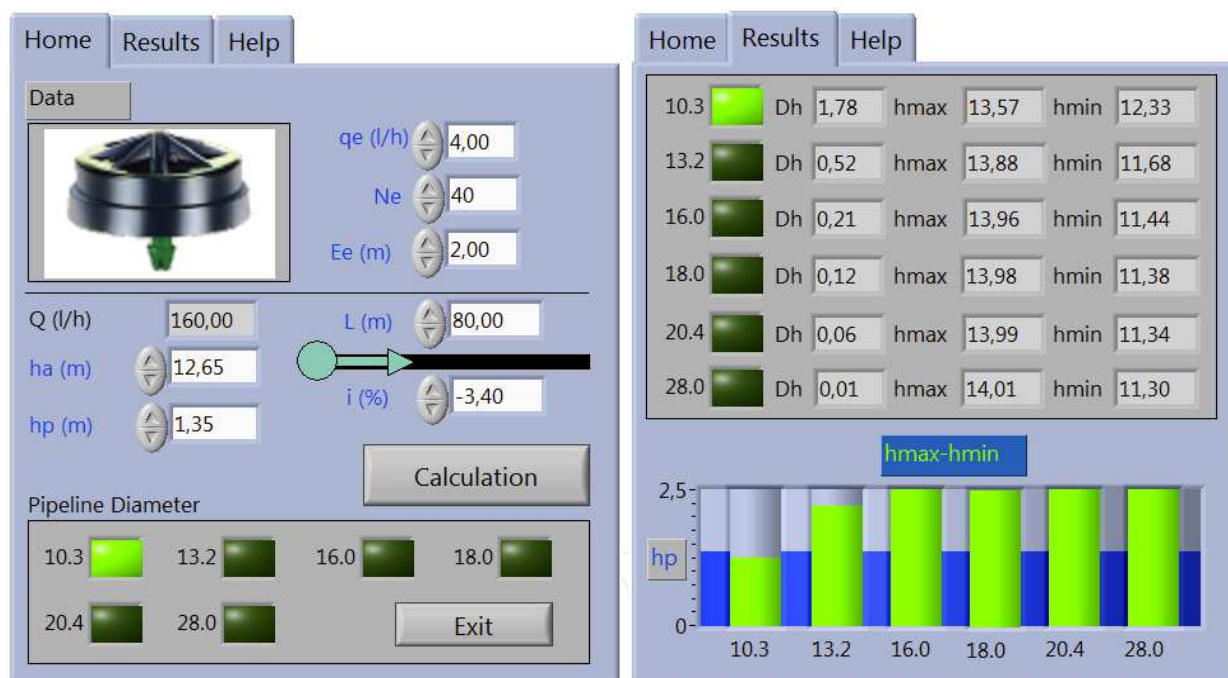 Home Results Help
Data
qe (l/h) 4,00
Ne 40
Ee (m) 2,00
Q (l/h) 160,00 L (m) 80,00
ha (m) 12,65
i (%) -3,40
hp (m) 1,35
Calculation
Pipeline Diameter
10.3 13.2 16.0 18.0
20.4 28.0 Exit
Home Results Help
10.3 Dh 1,78 hmax 13,57 hmin 12,33
13.2 Dh 0,52 hmax 13,88 hmin 11,68
16.0 Dh 0,21 hmax 13,96 hmin 11,44
18.0 Dh 0,12 hmax 13,98 hmin 11,38
20.4 Dh 0,06 hmax 13,99 hmin 11,34
28.0 Dh 0,01 hmax 14,01 hmin 11,30
hmax-hmin
2,5-
hp
0-
10.3 13.2 16.0 18.0 20.4 28.0